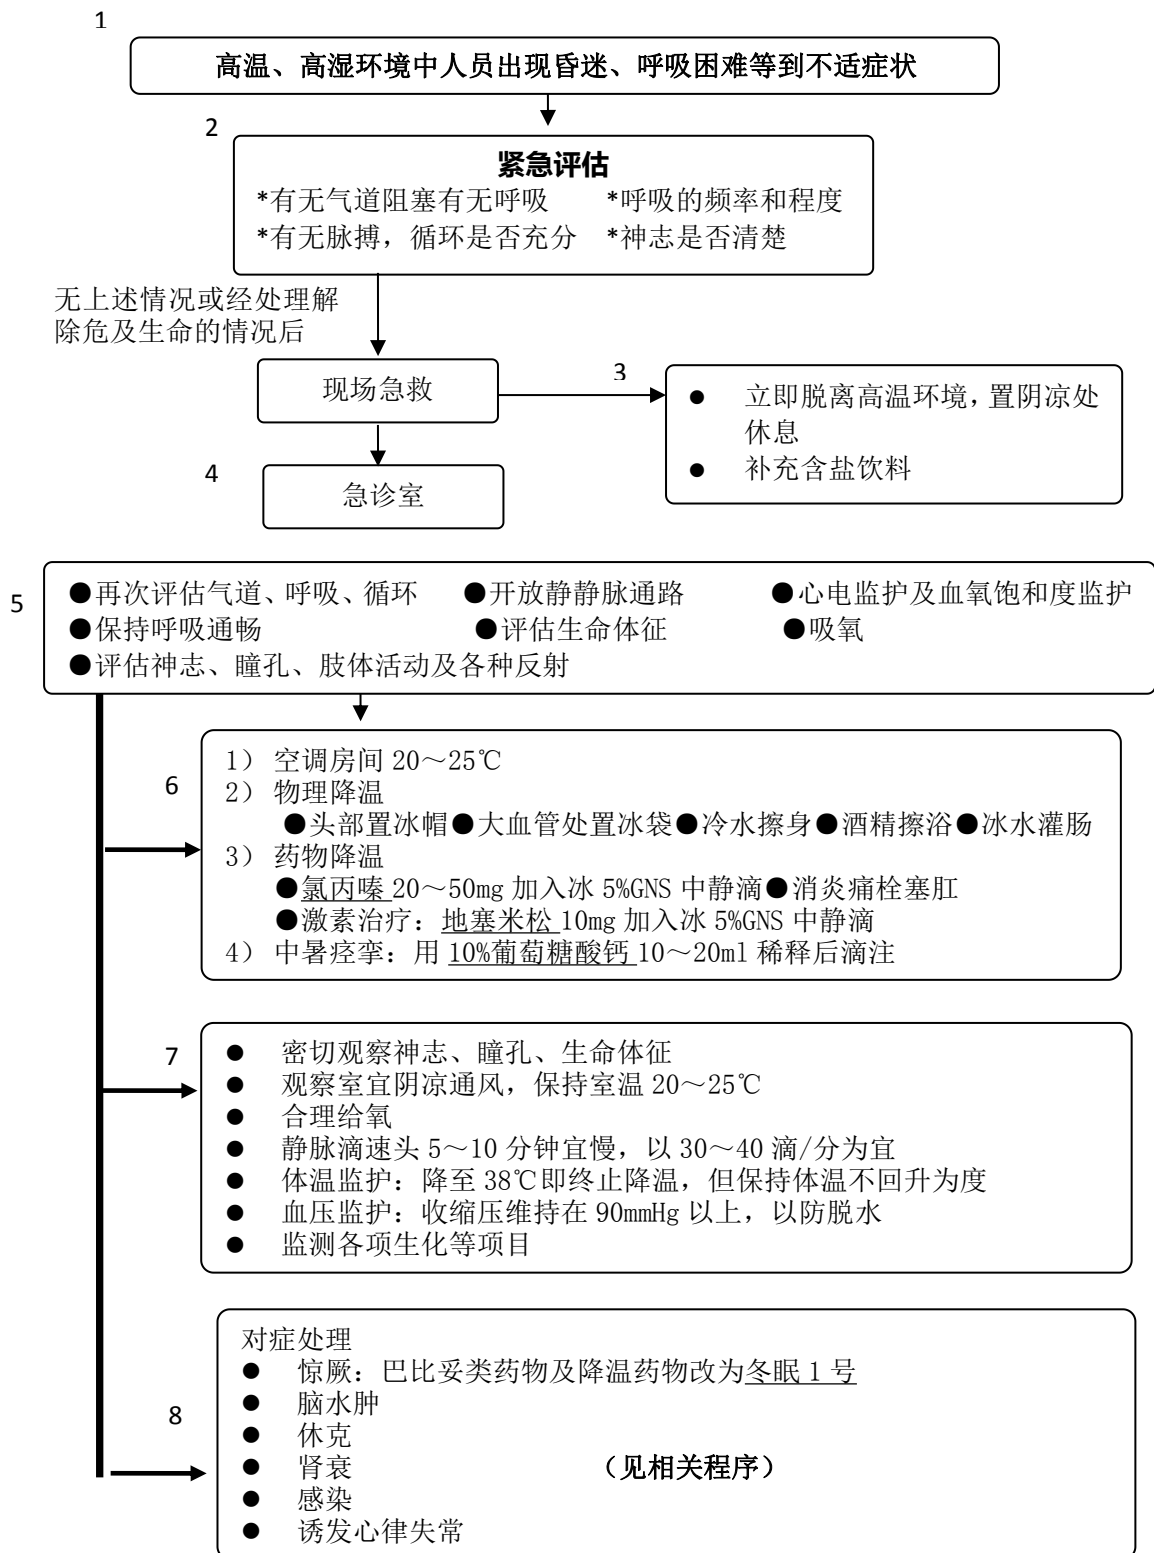 1
高温、高湿环境中人员出现昏迷、呼吸困难等到不适症状
2
紧急评估
*有无气道阻塞有无呼吸 *呼吸的频率和程度
*有无脉搏，循环是否充分 *神志是否清楚
无上述情况或经处理解
除危及生命的情况后
现场急救
3
● 立即脱离高温环境，置阴凉处
休息
● 补充含盐饮料
4
急诊室
5
●再次评估气道、呼吸、循环 ●开放静静脉通路 ●心电监护及血氧饱和度监护
●保持呼吸通畅 ●评估生命体征 ●吸氧
●评估神志、瞳孔、肢体活动及各种反射
6
1） 空调房间 20～25℃
2） 物理降温
●头部置冰帽●大血管处置冰袋●冷水擦身●酒精擦浴●冰水灌肠
3） 药物降温
●氯丙嗪 20～50mg 加入冰 5%GNS 中静滴●消炎痛栓塞肛
●激素治疗：地塞米松 10mg 加入冰 5%GNS 中静滴
4） 中暑痉挛：用 10%葡萄糖酸钙 10～20ml 稀释后滴注
7
● 密切观察神志、瞳孔、生命体征
● 观察室宜阴凉通风，保持室温 20～25℃
● 合理给氧
● 静脉滴速头 5～10 分钟宜慢，以 30～40 滴/分为宜
● 体温监护：降至 38℃即终止降温，但保持体温不回升为度
● 血压监护：收缩压维持在 90mmHg 以上，以防脱水
● 监测各项生化等项目
8
对症处理
● 惊厥：巴比妥类药物及降温药物改为冬眠 1 号
● 脑水肿
● 休克
● 肾衰 （见相关程序）
● 感染
● 诱发心律失常